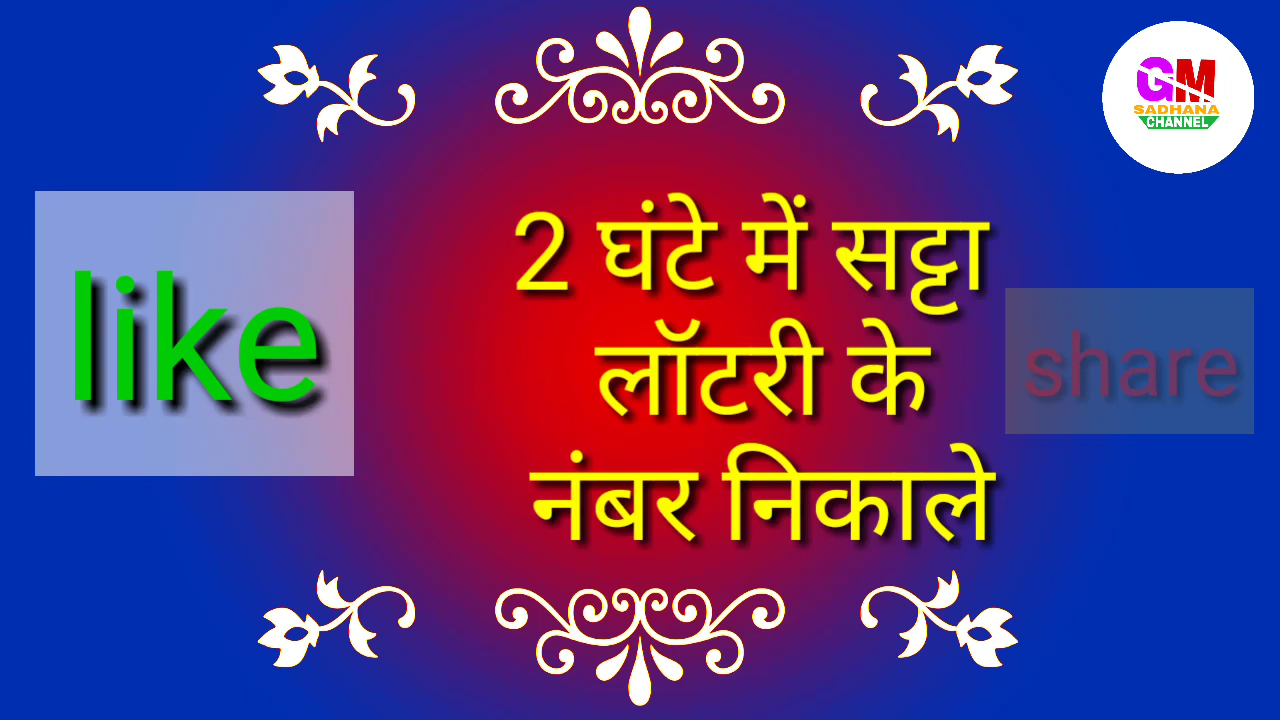 GM
SADHANA
CHANNEL
like
2 घंटे में सट्टा
लॉटरी के
नंबर निकाले
share